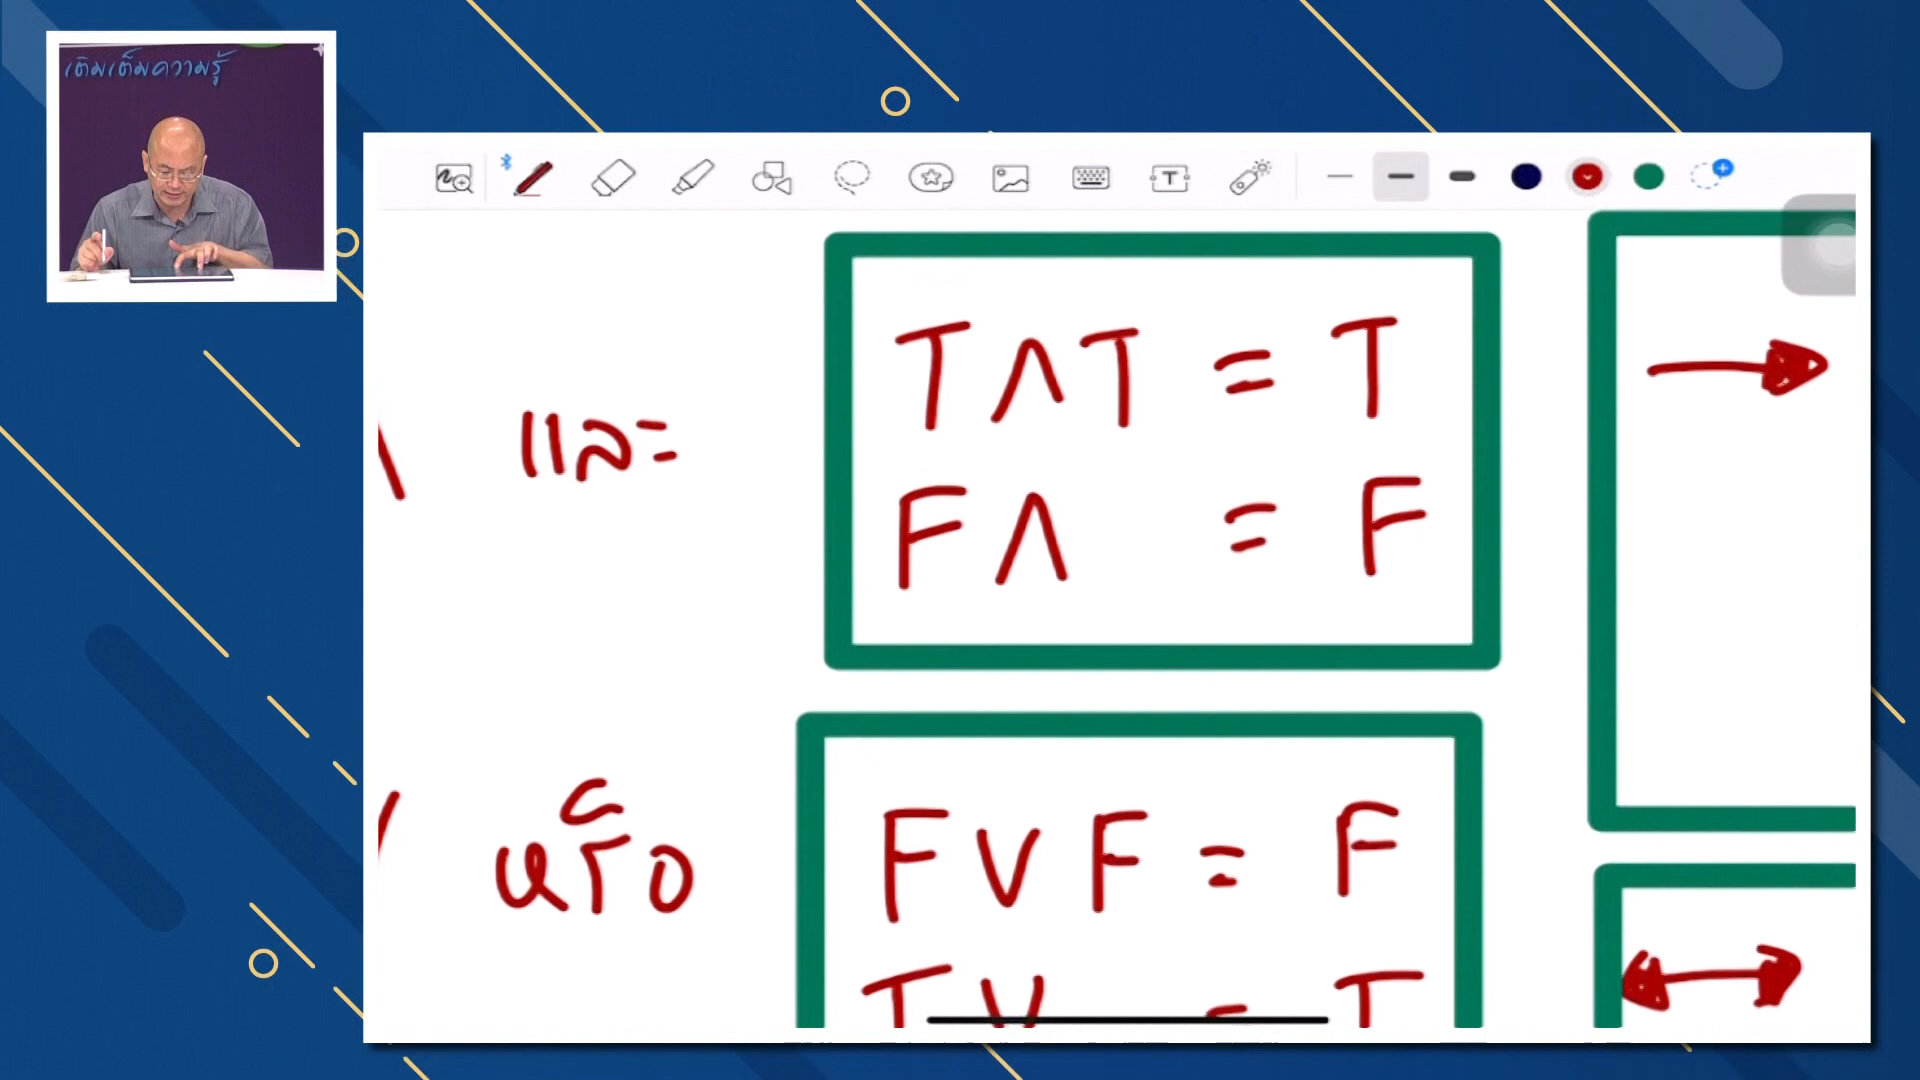 เติมเต็มความรู้
T
∧ และ
T∧T = T
F∧ = F
หรือ
F∨F = F
T∨ = T